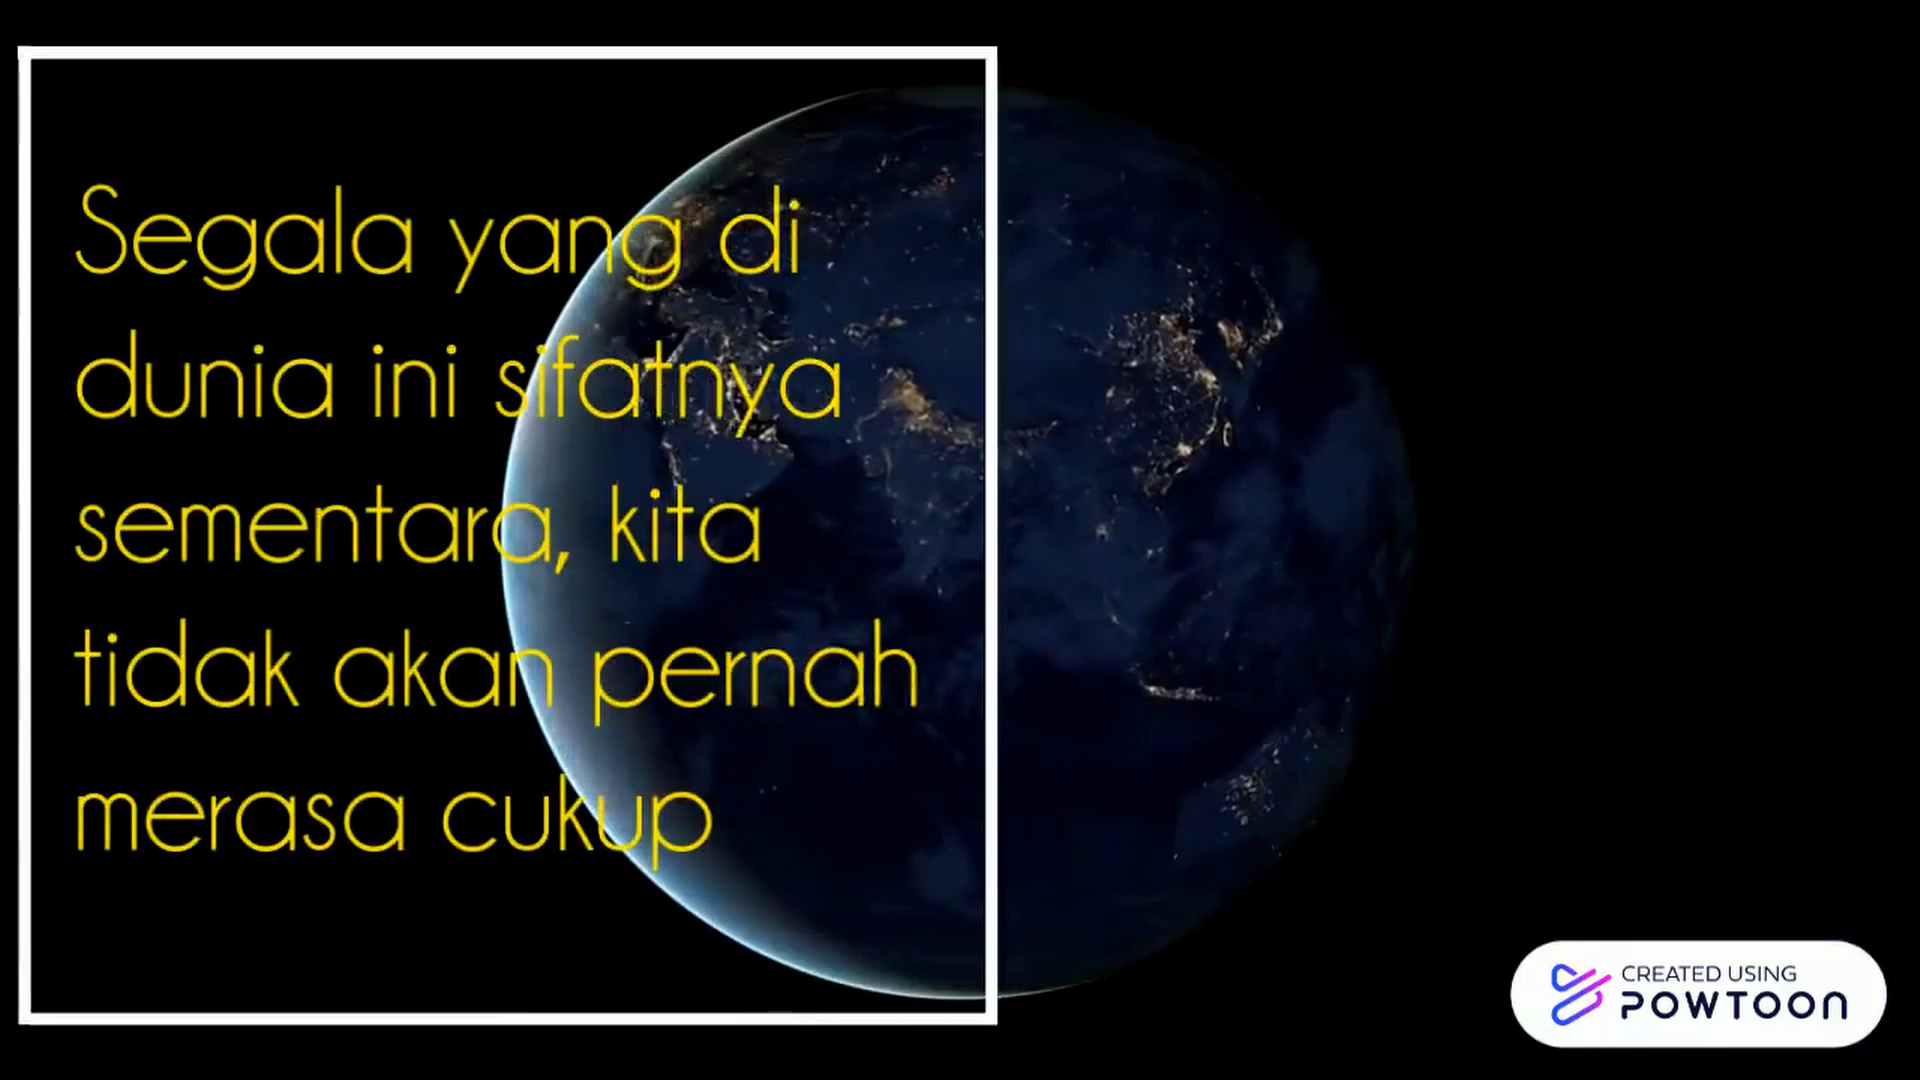 Segala yang di
dunia ini sifatnya
sementara, kita
tidak akan pernah
merasa cukup
CREATED USING
POWTOON